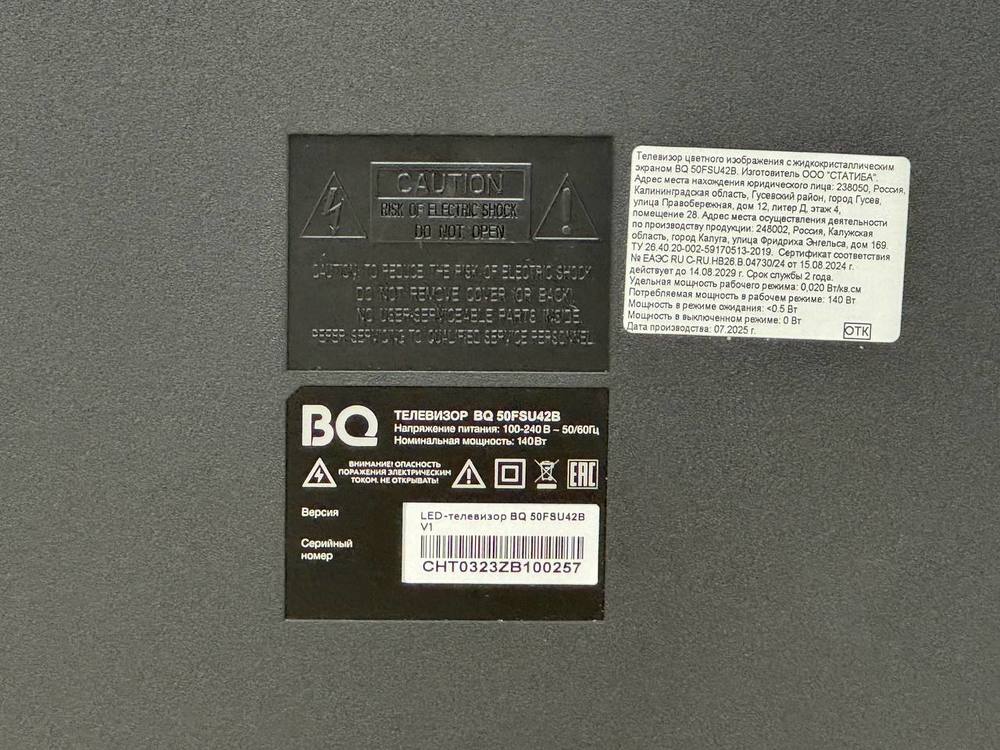 CAUTION
RISK OF ELECTRIC SHOCK
DO NOT OPEN
CAUTION: TO REDUCE THE RISK OF ELECTRIC SHOCK
DO NOT REMOVE COVER (OR BACK).
NO USER-SERVICEABLE PARTS INSIDE.
REFER SERVICING TO QUALIFIED SERVICE PERSONNEL.
Телевизор цветного изображения с жидкокристаллическим
экраном BQ 50FSU42B. Изготовитель ООО "СТАТИБА".
Адрес места нахождения юридического лица: 238050, Россия,
Калининградская область, Гусевский район, город Гусев,
улица Правобережная, дом 12, литер Д, этаж 4,
помещение 28. Адрес места осуществления деятельности
по производству продукции: 248002, Россия, Калужская
область, город Калуга, улица Фридриха Энгельса, дом 169.
ТУ 26.40.20-002-59170513-2019. Сертификат соответствия
№ ЕАЭС RU C-RU.HB26.B.04730/24 от 15.08.2024 г.
действует до 14.08.2029 г. Срок службы 2 года.
Удельная мощность рабочего режима: 0,020 Вт/кв.см
Потребляемая мощность в рабочем режиме: 140 Вт
Мощность в режиме ожидания: <0.5 Вт
Мощность в выключенном режиме: 0 Вт
Дата производства: 07.2025 г.
ОТК
BQ
ТЕЛЕВИЗОР BQ 50FSU42B
Напряжение питания: 100-240 В ~ 50/60Гц
Номинальная мощность: 140 Вт
ВНИМАНИЕ! ОПАСНОСТЬ
ПОРАЖЕНИЯ ЭЛЕКТРИЧЕСКИМ
ТОКОМ. НЕ ОТКРЫВАТЬ!
EAC
Версия
LED-телевизор BQ 50FSU42B
V1
Серийный
номер
CHT0323ZB100257